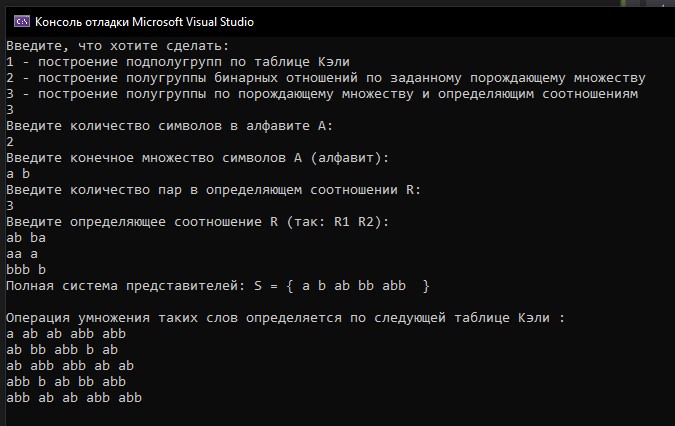 Консоль отладки Microsoft Visual Studio
Введите, что хотите сделать:
1 - построение подполугрупп по таблице Кэли
2 - построение полугруппы бинарных отношений по заданному порождающему множеству
3 - построение полугруппы по порождающему множеству и определяющим соотношениям
3
Введите количество символов в алфавите A:
2
Введите конечное множество символов A (алфавит):
a b
Введите количество пар в определяющем соотношении R:
3
Введите определяющее соотношение R (так: R1 R2):
ab ba
aa a
bbb b
Полная система представителей: S = { a b ab bb abb  }
Операция умножения таких слов определяется по следующей таблице Кэли :
a ab ab abb abb
ab bb abb b ab
ab abb abb ab ab
abb b ab bb abb
abb ab ab abb abb